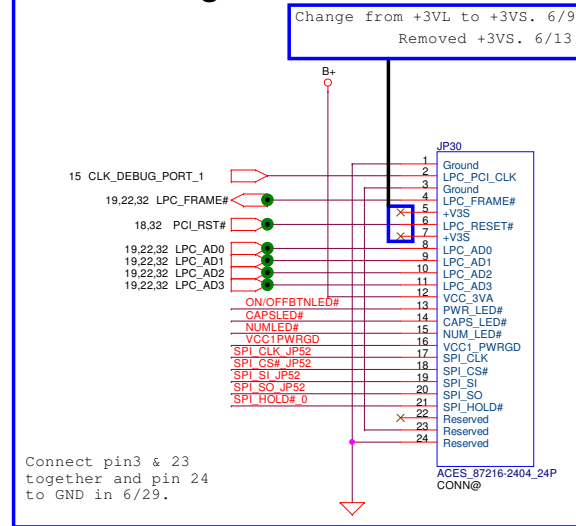 Change from +3VL to +3VS. 6/9
Removed +3VS. 6/13
B+
JP30
15 CLK_DEBUG_PORT_1
19,22,32 LPC_FRAME#
18,32 PCI_RST#
19,22,32 LPC_AD0
19,22,32 LPC_AD1
19,22,32 LPC_AD2
19,22,32 LPC_AD3
ON/OFFBTNLED#
CAPSLED#
NUMLED#
VCC1PWRGD
SPI_CLK_JP52
SPI_CS#_JP52
SPI_SI_JP52
SPI_SO_JP52
SPI_HOLD#_0
1 Ground
2 LPC_PCI_CLK
3 Ground
4 LPC_FRAME#
5 +V3S
6 LPC_RESET#
7 +V3S
8 LPC_AD0
9 LPC_AD1
10 LPC_AD2
11 LPC_AD3
12 VCC_3VA
13 PWR_LED#
14 CAPS_LED#
15 NUM_LED#
16 VCC1_PWRGD
17 SPI_CLK
18 SPI_CS#
19 SPI_SI
20 SPI_SO
21 SPI_HOLD#
22 Reserved
23 Reserved
24 Reserved
ACES_87216-2404_24P
CONN@
Connect pin3 & 23
together and pin 24
to GND in 6/29.